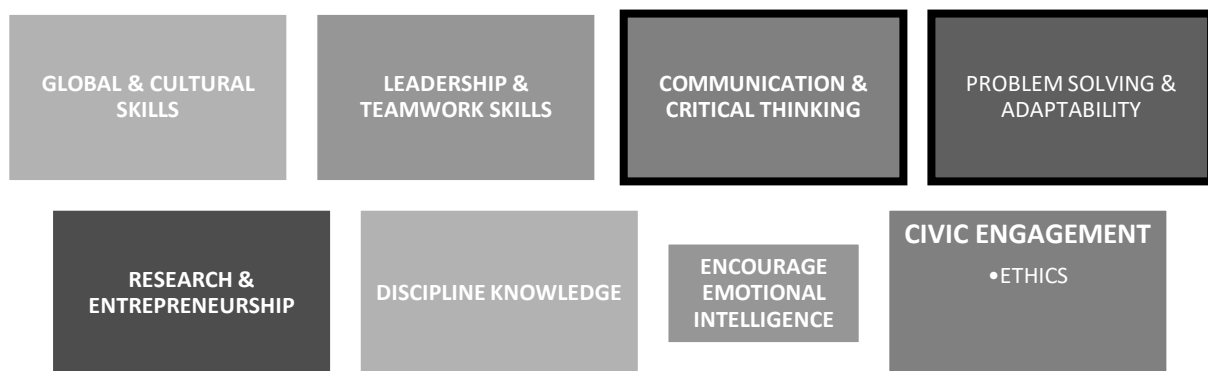 GLOBAL & CULTURAL
SKILLS
LEADERSHIP &
TEAMWORK SKILLS
COMMUNICATION &
CRITICAL THINKING
PROBLEM SOLVING &
ADAPTABILITY
RESEARCH &
ENTREPRENEURSHIP
DISCIPLINE KNOWLEDGE
ENCOURAGE
EMOTIONAL
INTELLIGENCE
CIVIC ENGAGEMENT
•ETHICS